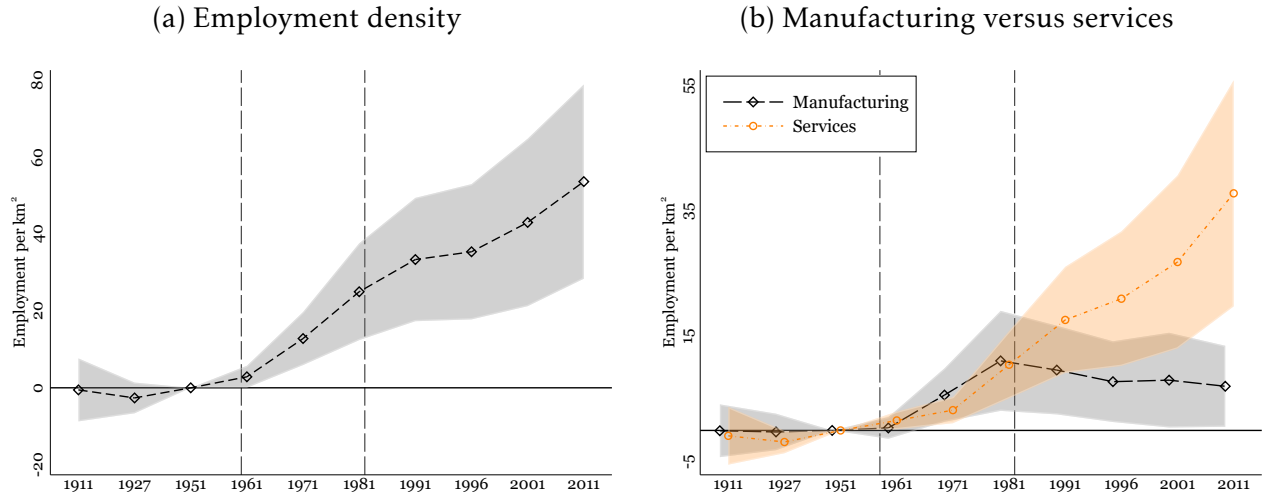 (a) Employment density
Employment per km²
80
60
40
20
0
-20
1911 1927 1951 1961 1971 1981 1991 1996 2001 2011
(b) Manufacturing versus services
Employment per km²
55
35
15
-5
Manufacturing
Services
1911 1927 1951 1961 1971 1981 1991 1996 2001 2011